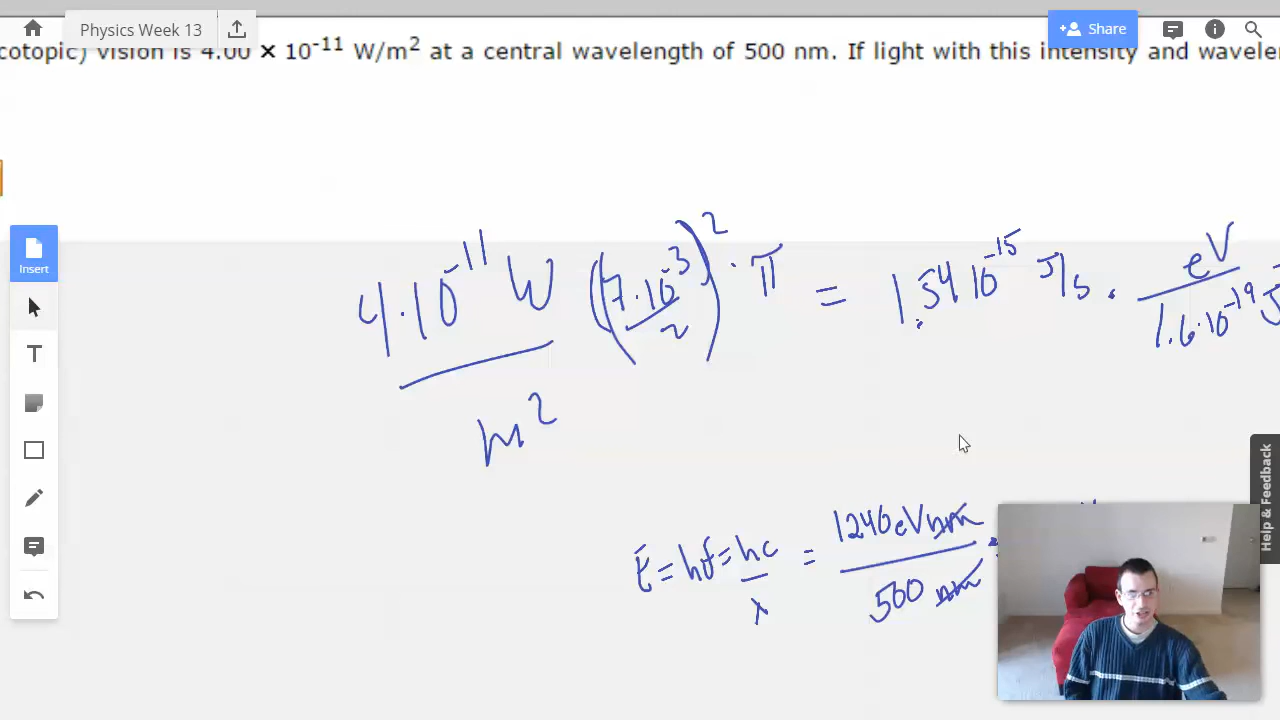 Physics Week 13
Share
cotopic) vision is 4.00 × 10⁻¹¹ W/m² at a central wavelength of 500 nm. If light with this intensity and wavele
Insert
T
4·10⁻¹¹ W / m² ((7·10⁻³ / 2))² · π = 1.54 10⁻¹⁵ J/s · eV / 1.6·10⁻¹⁹ J
E = hf = hc / λ = 1240 eV nm / 500 nm
Help & Feedback